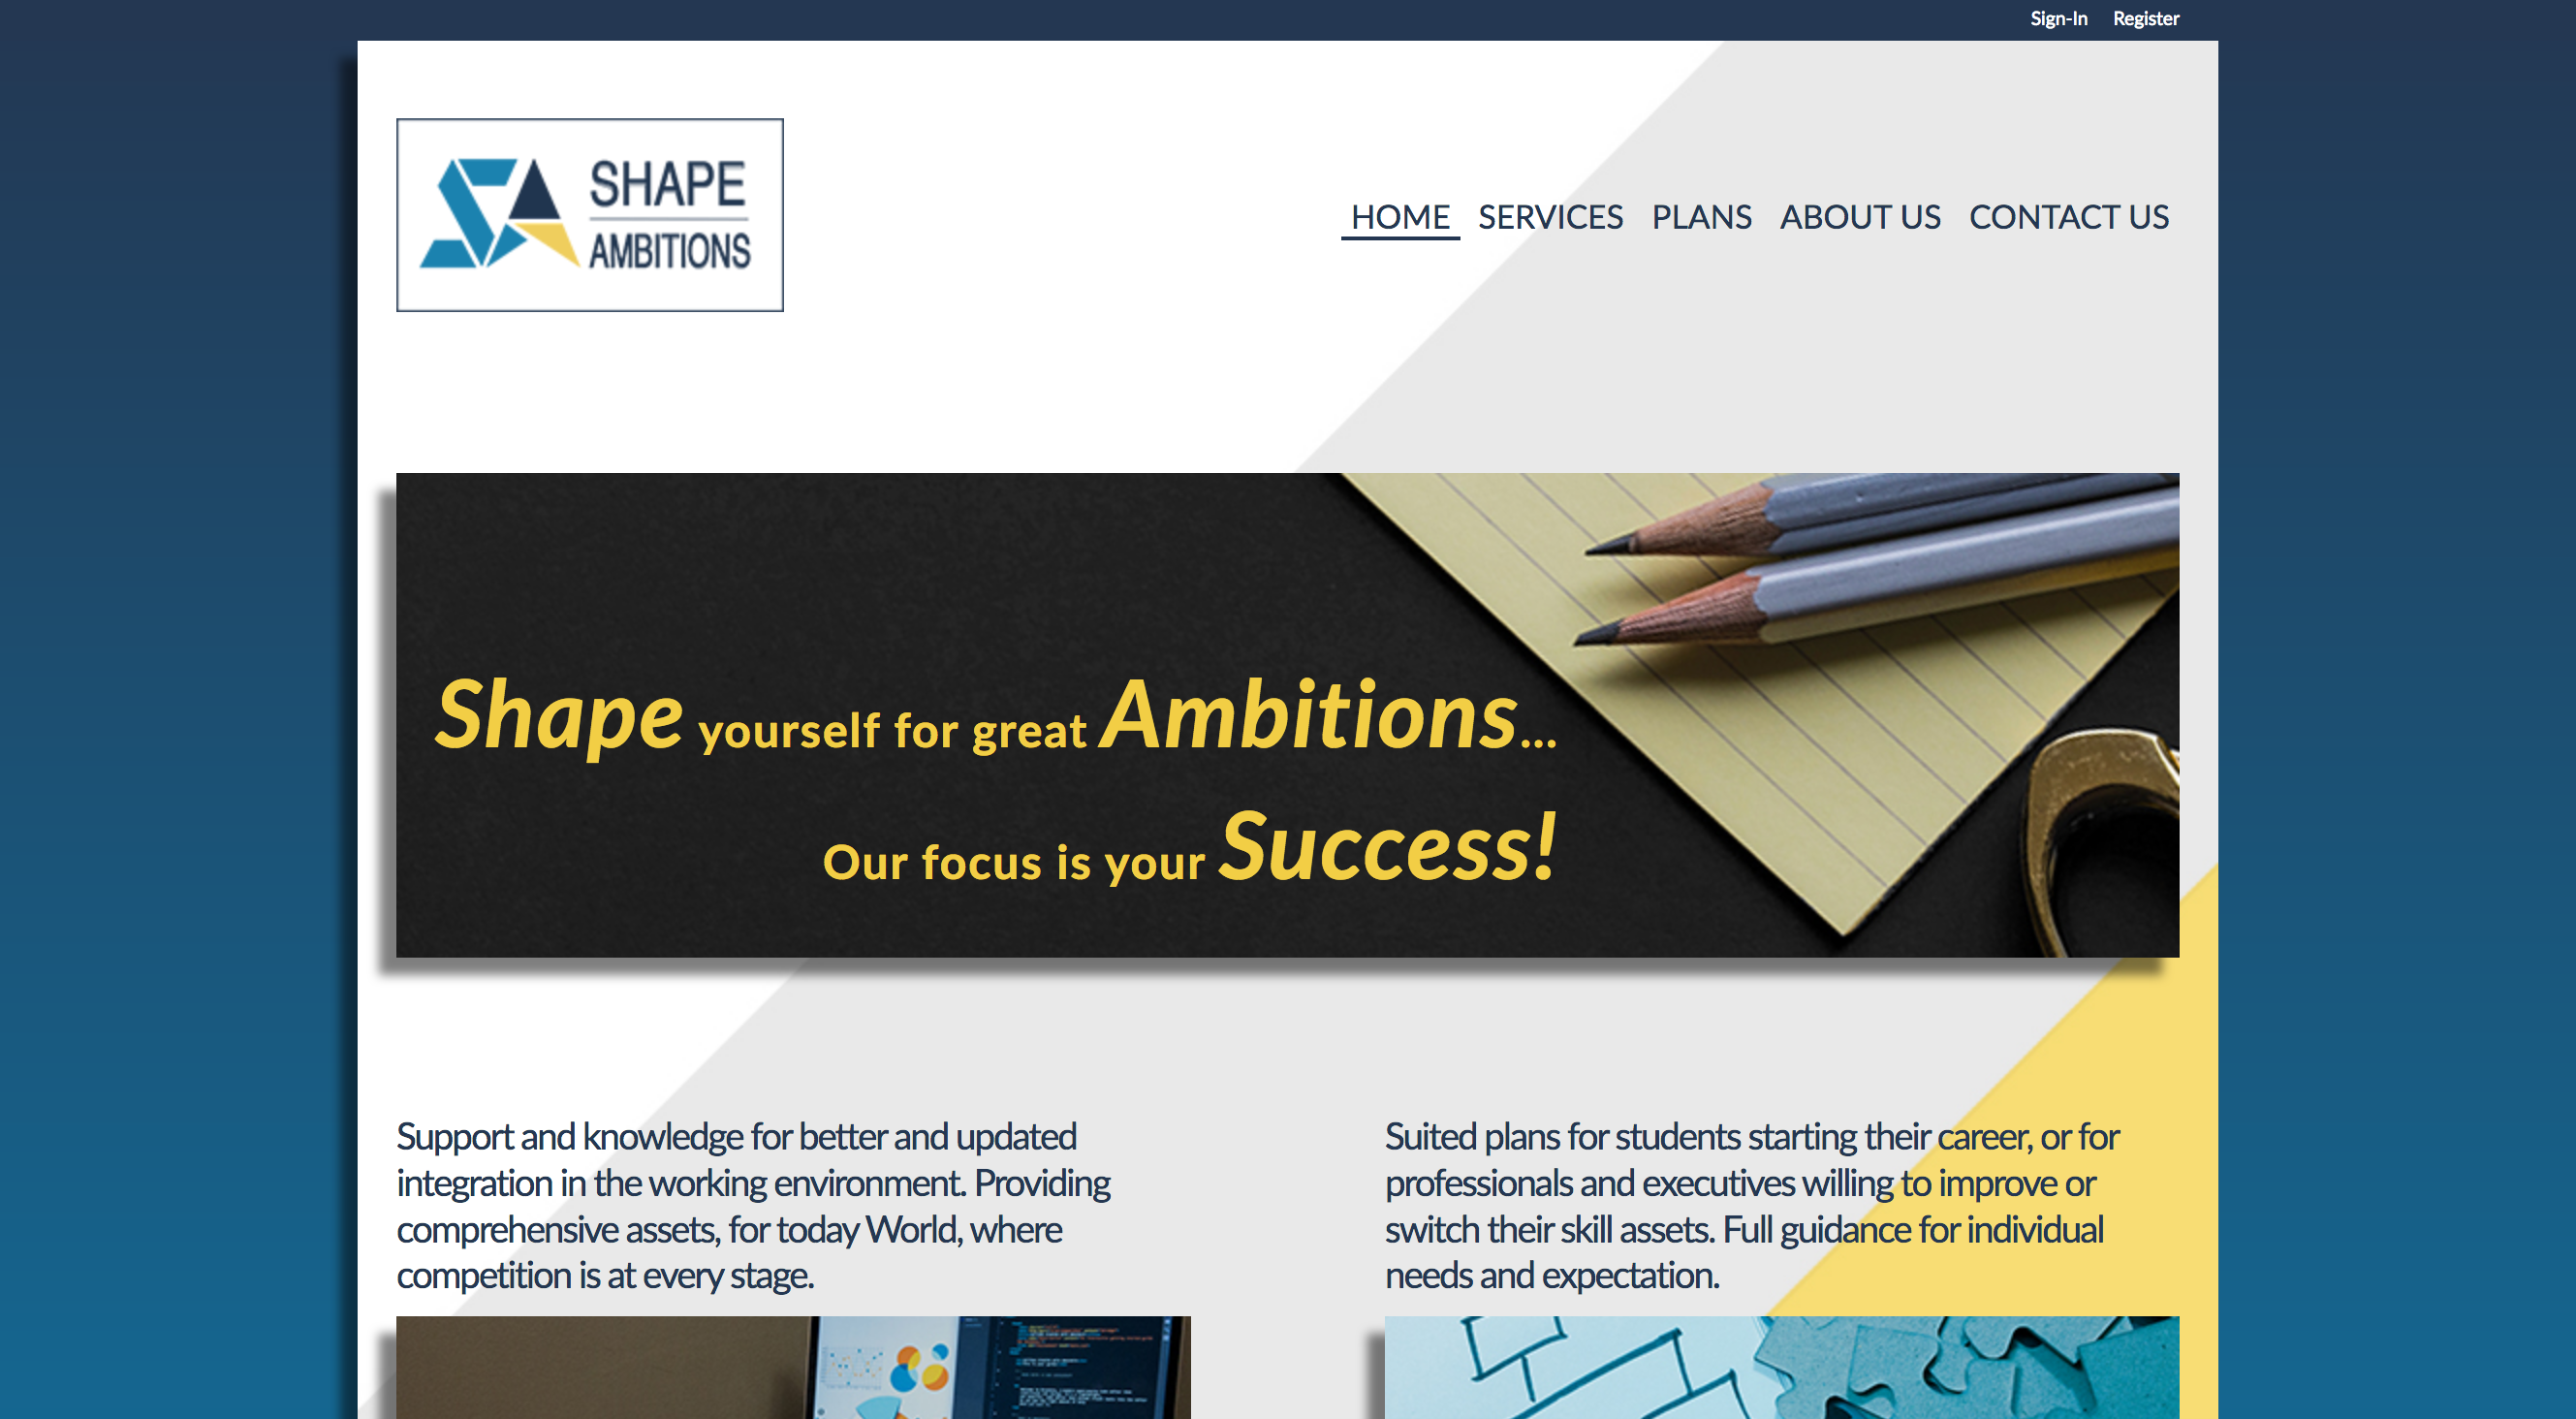 Sign-In Register
SHAPE
AMBITIONS
HOME SERVICES PLANS ABOUT US CONTACT US
Shape yourself for great Ambitions...
Our focus is your Success!
Support and knowledge for better and updated
integration in the working environment. Providing
comprehensive assets, for today World, where
competition is at every stage.
Suited plans for students starting their career, or for
professionals and executives willing to improve or
switch their skill assets. Full guidance for individual
needs and expectation.